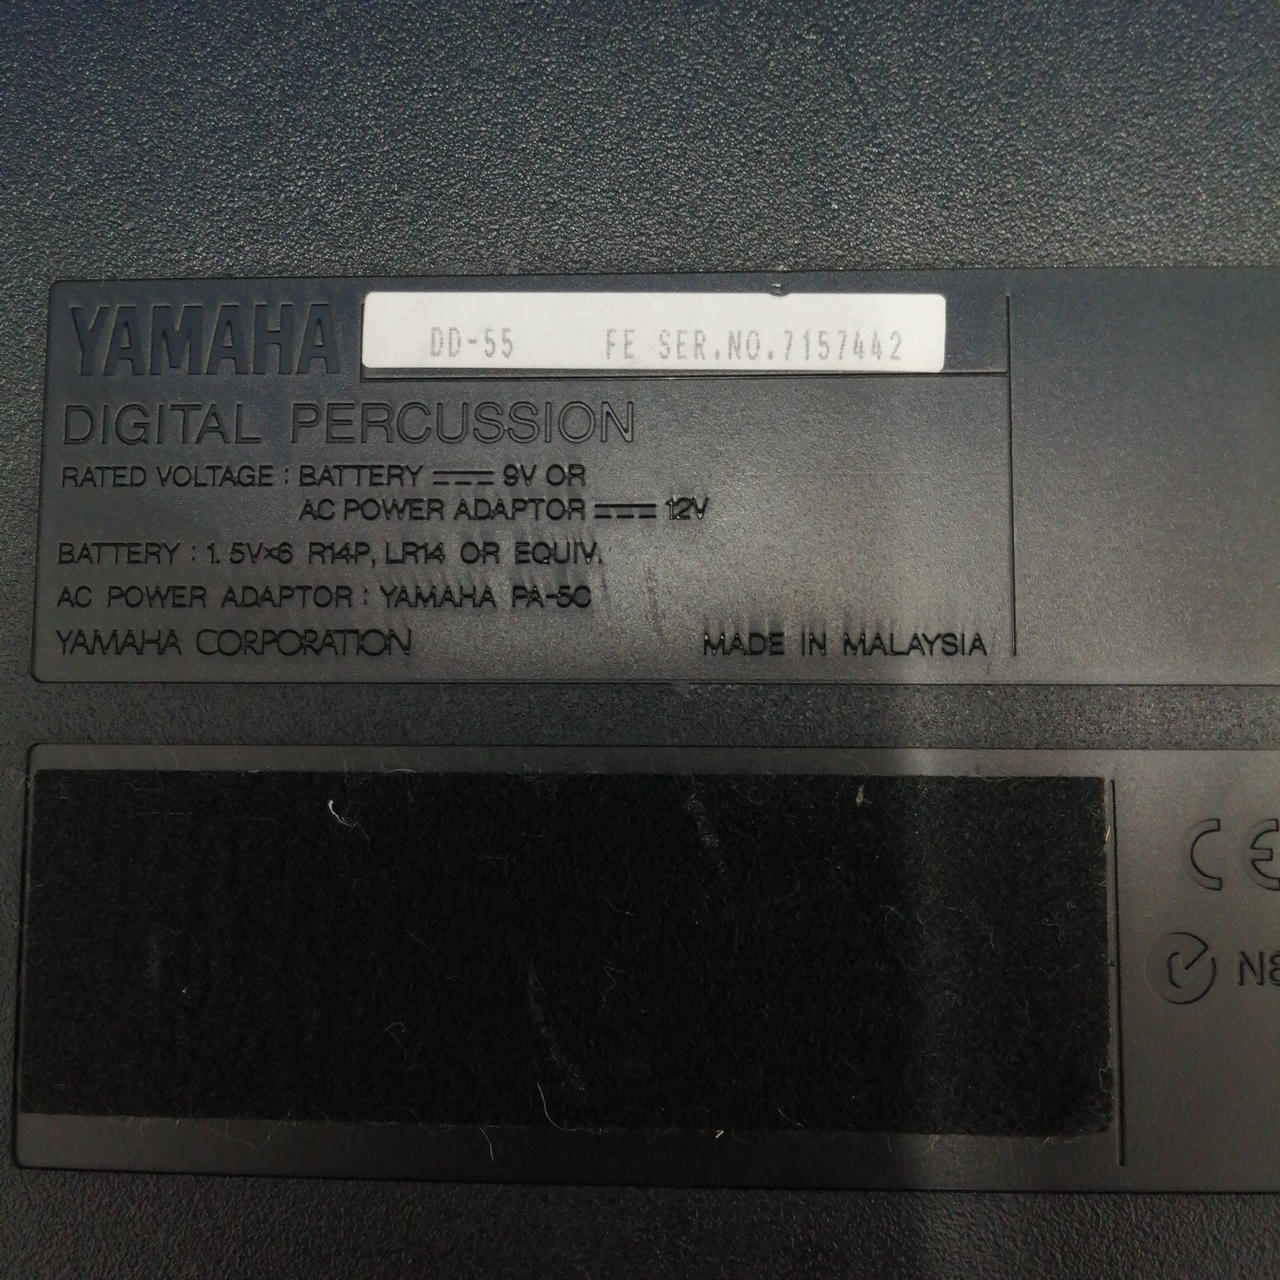 YAMAHA DD-55 FE SER.NO.7157442
DIGITAL PERCUSSION
RATED VOLTAGE : BATTERY ⎓ 9V OR
AC POWER ADAPTOR ⎓ 12V
BATTERY : 1.5V×6 R14P, LR14 OR EQUIV.
AC POWER ADAPTOR : YAMAHA PA-5C
YAMAHA CORPORATION MADE IN MALAYSIA
CE